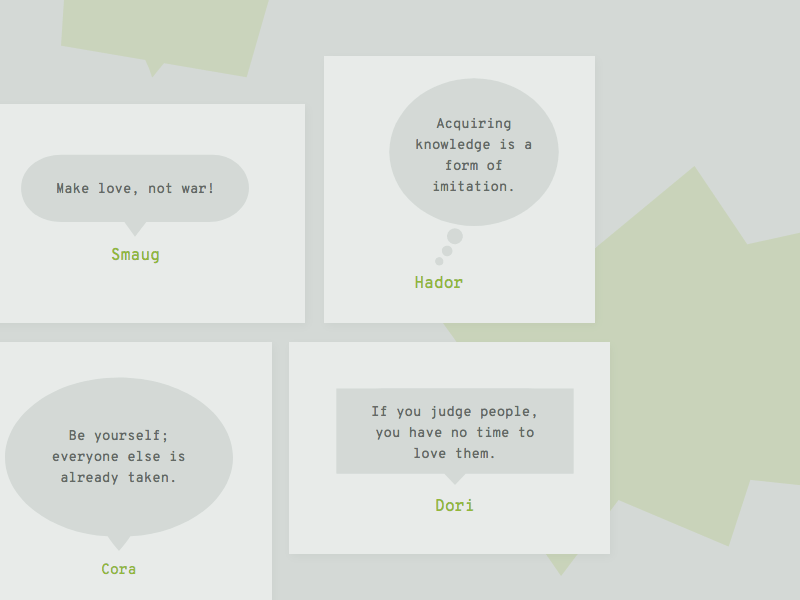 Make love, not war!
Smaug
Acquiring
knowledge is a
form of
imitation.
Hador
Be yourself;
everyone else is
already taken.
Cora
If you judge people,
you have no time to
love them.
Dori